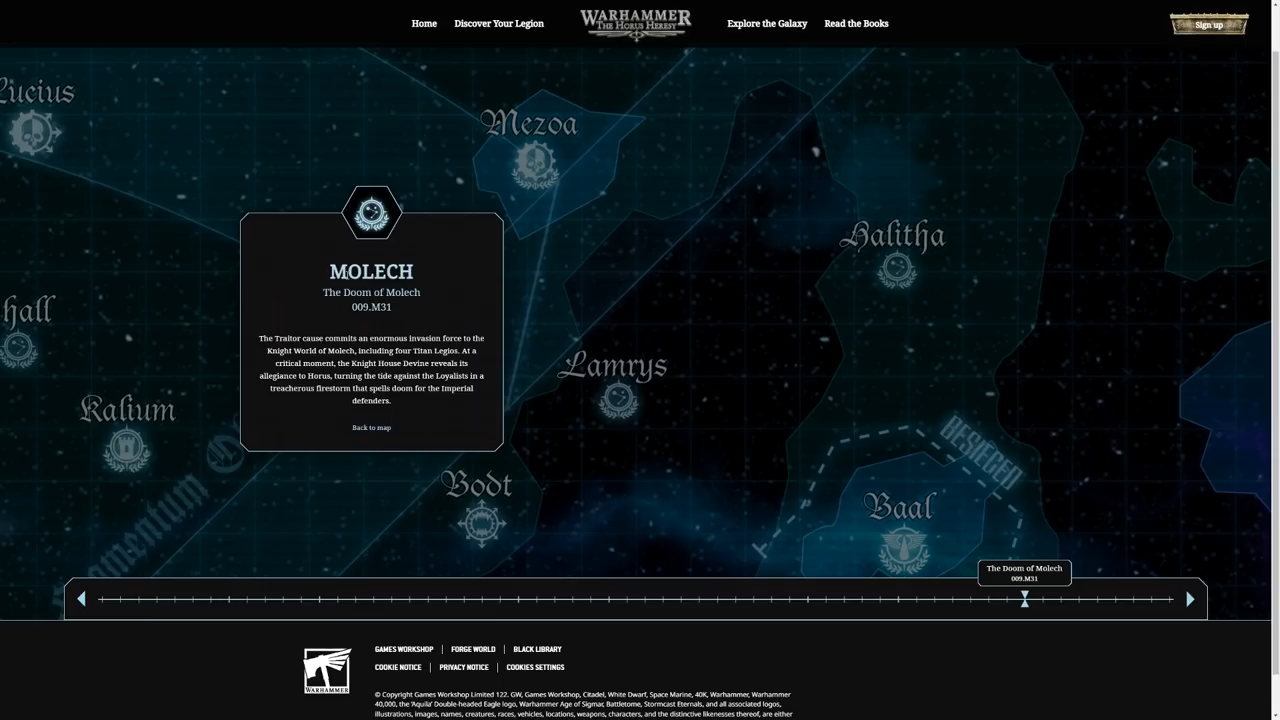 Home
Discover Your Legion
WARHAMMER
THE HORUS HERESY
Explore the Galaxy
Read the Books
Sign up
Lucius
Mezoa
Halitha
MOLECH
The Doom of Molech
009.M31
The Traitor cause commits an enormous invasion force to the
Knight World of Molech, including four Titan Legios. At a
critical moment, the Knight House Devine reveals its
allegiance to Horus, turning the tide against the Loyalists in a
treacherous firestorm that spells doom for the Imperial
defenders.
Back to map
hall
Lamrys
Kalium
amentum
Bodt
BESIEGED
Baal
The Doom of Molech
009.M31
WARHAMMER
GAMES WORKSHOP
FORGE WORLD
BLACK LIBRARY
COOKIE NOTICE
PRIVACY NOTICE
COOKIES SETTINGS
© Copyright Games Workshop Limited 122. GW, Games Workshop, Citadel, White Dwarf, Space Marine, 40K, Warhammer, Warhammer
40,000, the 'Aquila' Double-headed Eagle logo, Warhammer Age of Sigmar, Battletome, Stormcast Eternals, and all associated logos,
illustrations, images, names, creatures, races, vehicles, locations, weapons, characters, and the distinctive likenesses thereof, are either